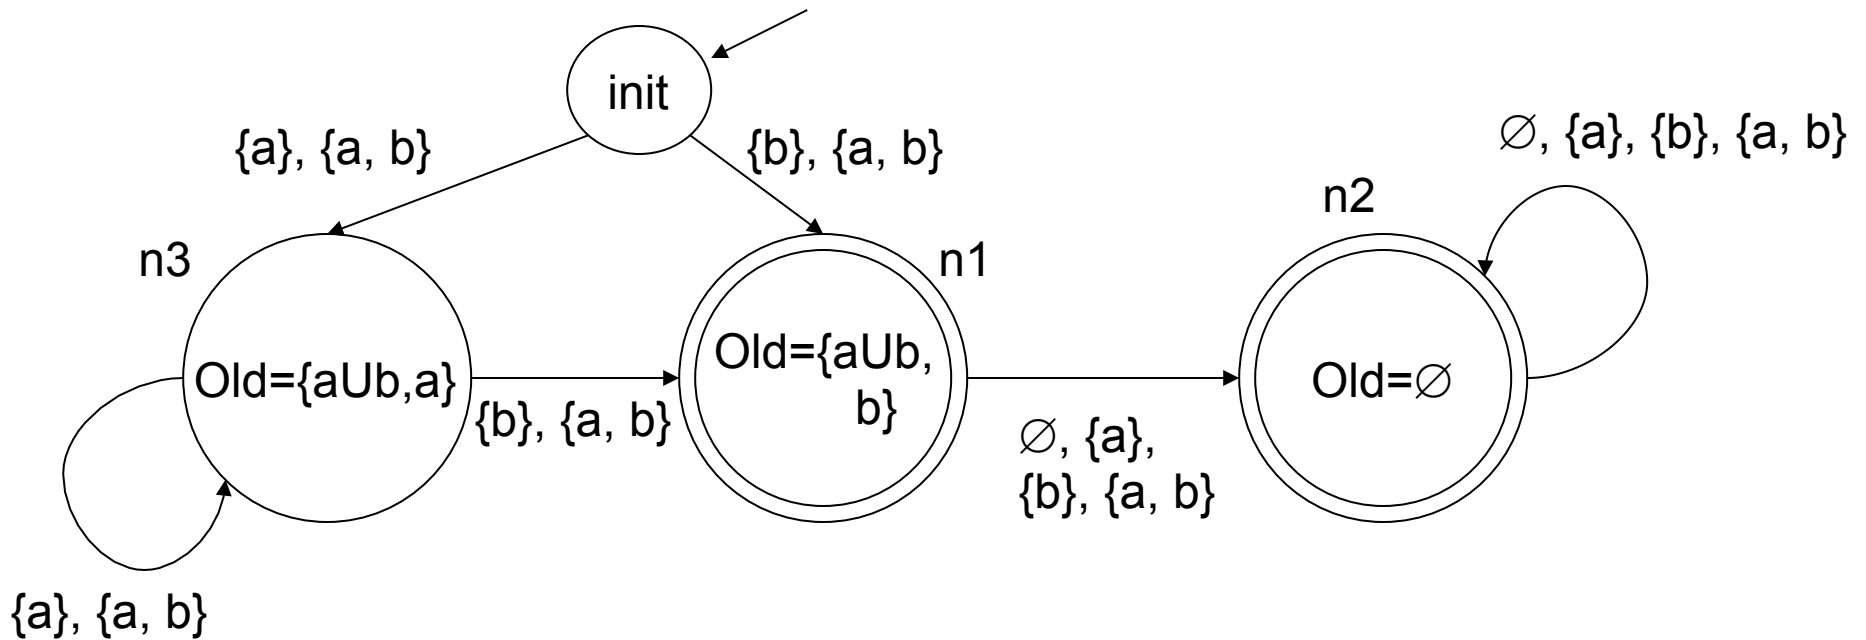 init
{a}, {a, b}
{b}, {a, b}
∅, {a}, {b}, {a, b}
n2
n3
n1
Old={aUb,a}
Old={aUb,
b}
Old=∅
{b}, {a, b}
∅, {a},
{b}, {a, b}
{a}, {a, b}